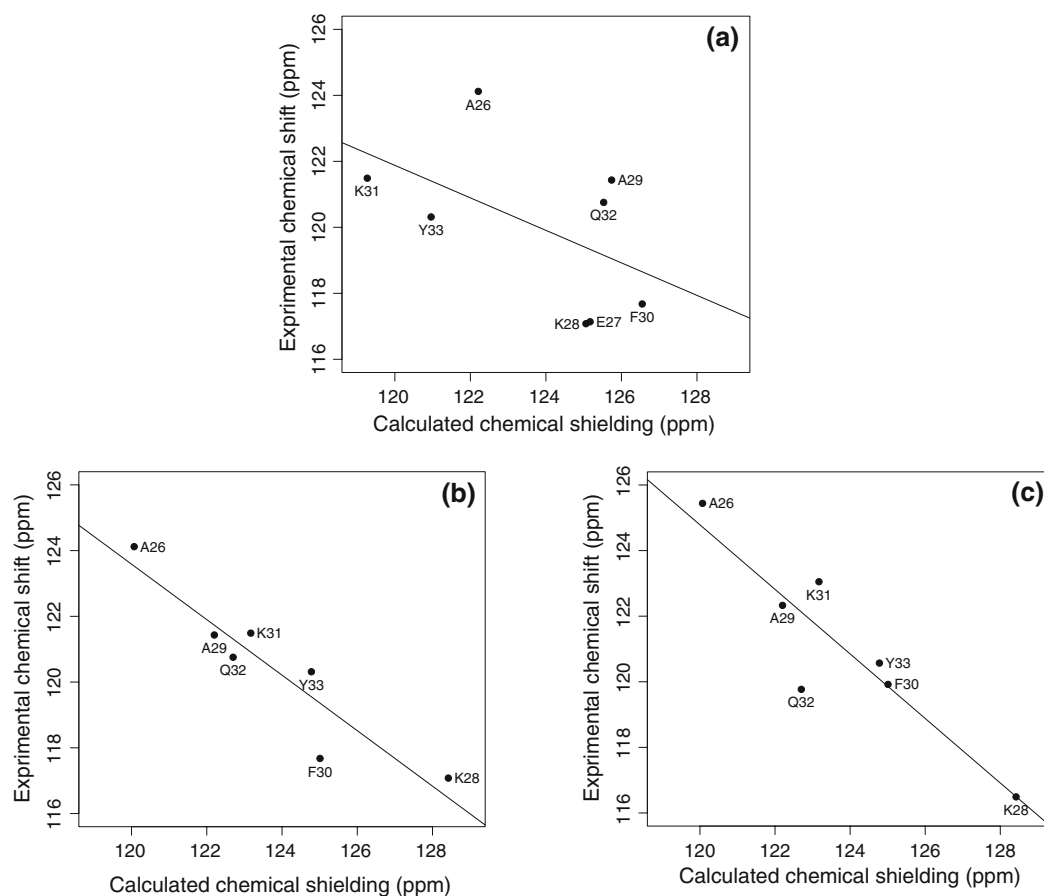 (a)
Exprimental chemical shift (ppm)
126
124
122
120
118
116
A26
A29
K31
Q32
Y33
F30
K28
E27
120
122
124
126
128
Calculated chemical shielding (ppm)
(b)
Exprimental chemical shift (ppm)
126
124
122
120
118
116
A26
K31
A29
Q32
Y33
F30
K28
120
122
124
126
128
Calculated chemical shielding (ppm)
(c)
Exprimental chemical shift (ppm)
126
124
122
120
118
116
A26
K31
A29
Y33
F30
Q32
K28
120
122
124
126
128
Calculated chemical shielding (ppm)